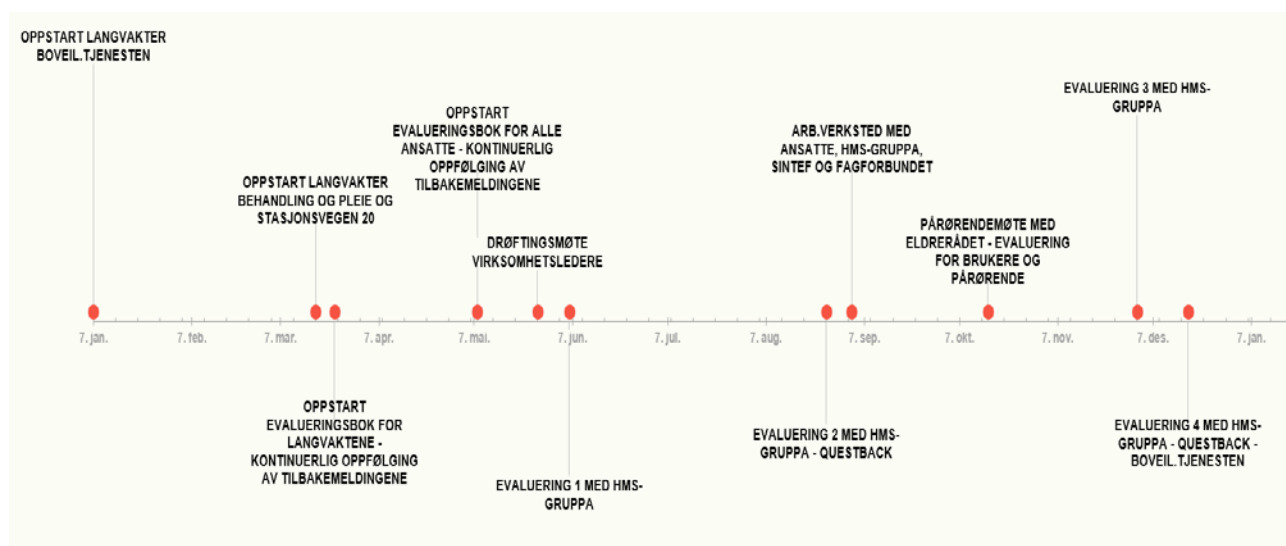 OPPSTART LANGVAKTER
BOVEIL.TJENESTEN
OPPSTART LANGVAKTER
BEHANDLING OG PLEIE OG
STASJONSVEGEN 20
OPPSTART
EVALUERINGSBOK FOR ALLE
ANSATTE - KONTINUERLIG
OPPFØLGING AV
TILBAKEMELDINGENE
DRØFTINGSMØTE
VIRKSOMHETSLEDERE
ARB.VERKSTED MED
ANSATTE, HMS-GRUPPA,
SINTEF OG FAGFORBUNDET
PÅRØRENDEMØTE MED
ELDRERÅDET - EVALUERING
FOR BRUKERE OG
PÅRØRENDE
EVALUERING 3 MED HMS-
GRUPPA
7. jan.
7. feb.
7. mar.
7. apr.
7. mai.
7. jun.
7. jul.
7. aug.
7. sep.
7. okt.
7. nov.
7. des.
7. jan.
OPPSTART
EVALUERINGSBOK FOR
LANGVAKTENE -
KONTINUERLIG OPPFØLGING
AV TILBAKEMELDINGENE
EVALUERING 1 MED HMS-
GRUPPA
EVALUERING 2 MED HMS-
GRUPPA - QUESTBACK
EVALUERING 4 MED HMS-
GRUPPA - QUESTBACK -
BOVEIL.TJENESTEN